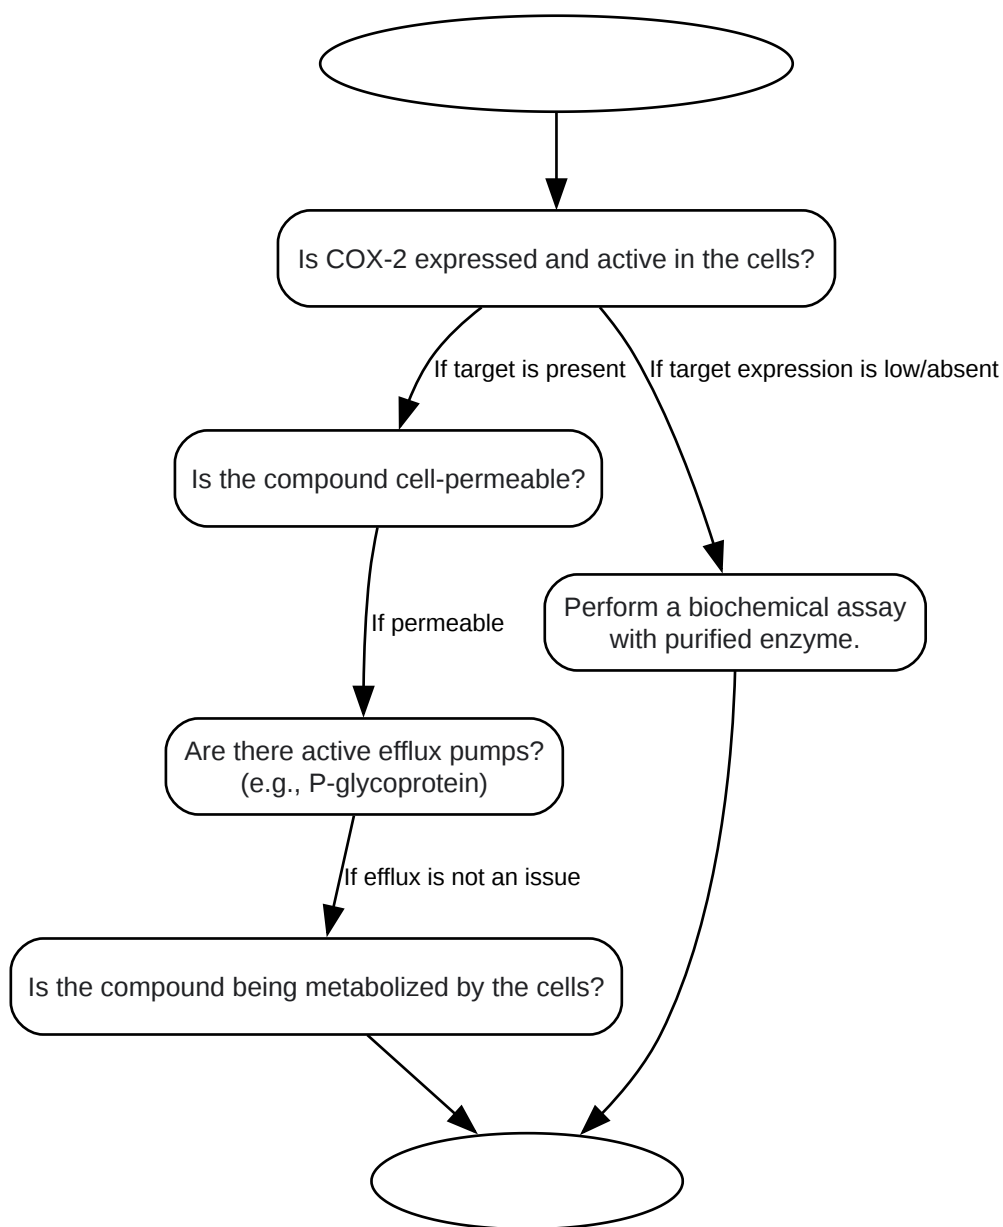 Is COX-2 expressed and active in the cells?
If target is present
If target expression is low/absent
Is the compound cell-permeable?
Perform a biochemical assay
with purified enzyme.
If permeable
Are there active efflux pumps?
(e.g., P-glycoprotein)
If efflux is not an issue
Is the compound being metabolized by the cells?